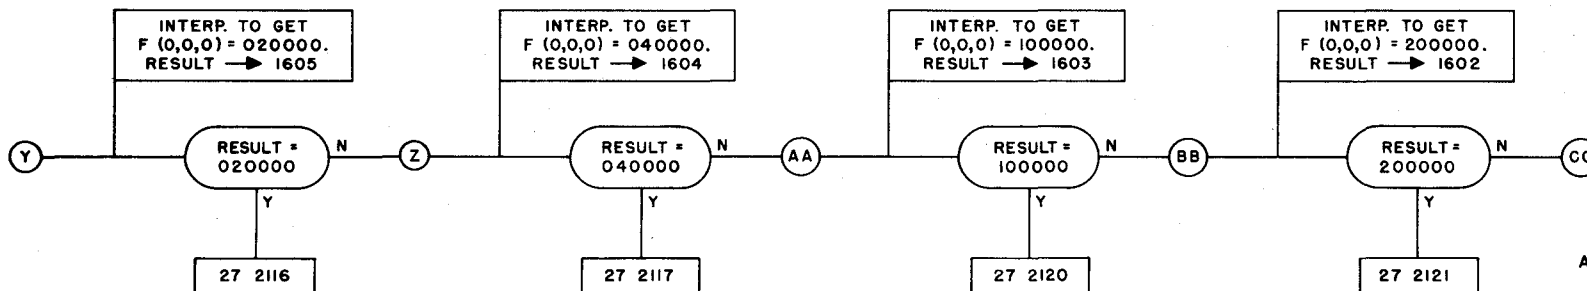 INTERP. TO GET
F (0,0,0) = 020000.
RESULT → 1605
INTERP. TO GET
F (0,0,0) = 040000.
RESULT → 1604
INTERP. TO GET
F (0,0,0) = 100000.
RESULT → 1603
INTERP. TO GET
F (0,0,0) = 200000.
RESULT → 1602
Y
RESULT =
020000
N
Z
RESULT =
040000
N
AA
RESULT =
100000
N
BB
RESULT =
200000
N
CC
Y
Y
Y
Y
27 2116
27 2117
27 2120
27 2121
A